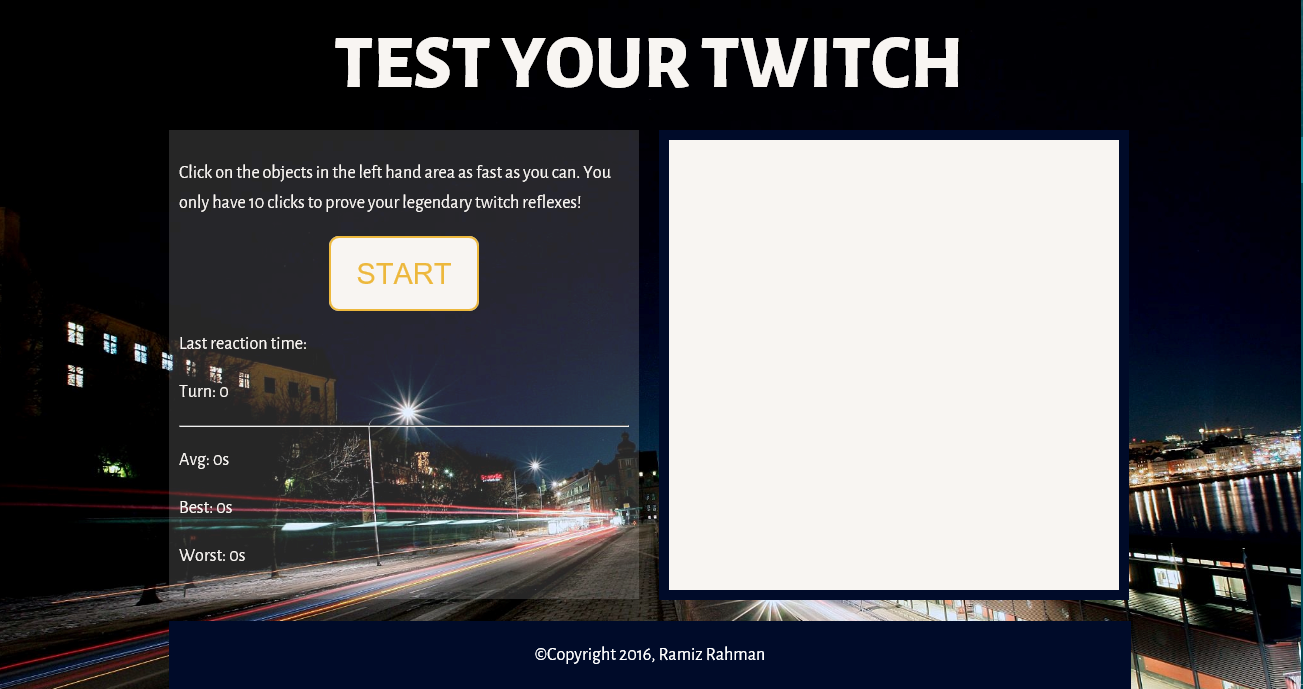 TEST YOUR TWITCH
Click on the objects in the left hand area as fast as you can. You
only have 10 clicks to prove your legendary twitch reflexes!
START
Last reaction time:
Turn: 0
Avg: 0s
Best: 0s
Worst: 0s
©Copyright 2016, Ramiz Rahman